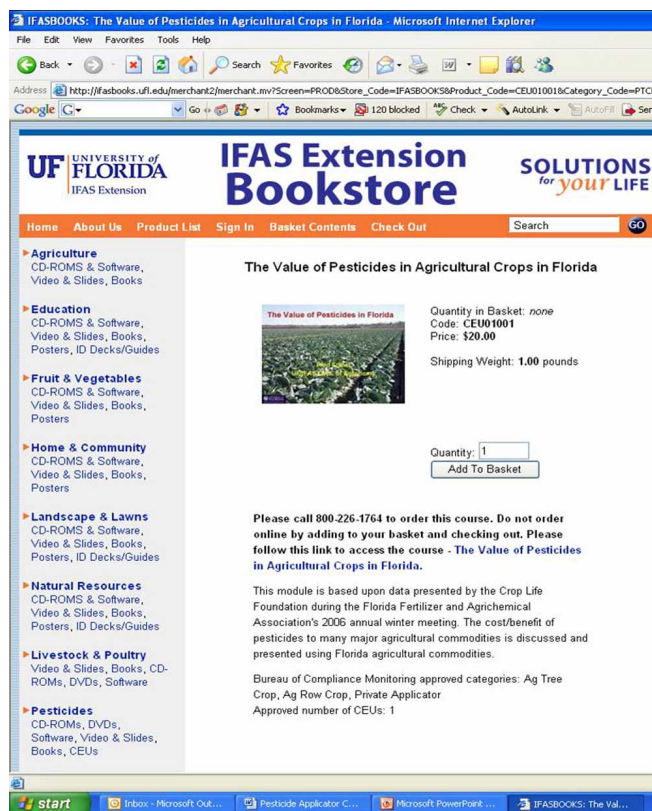 IFASBOOKS: The Value of Pesticides in Agricultural Crops in Florida - Microsoft Internet Explorer
File Edit View Favorites Tools Help
Back Search Favorites
Address http://ifasbooks.ufl.edu/merchant2/merchant.mv?Screen=PROD&Store_Code=IFASBOOKS&Product_Code=CEU01001&Category_Code=PTC
Google G Go Bookmarks 120 blocked Check AutoLink AutoFill Sen
UF UNIVERSITY of
FLORIDA
IFAS Extension
IFAS Extension
Bookstore
SOLUTIONS
for your LIFE
Home About Us Product List Sign In Basket Contents Check Out Search GO
Agriculture
CD-ROMS & Software,
Video & Slides, Books
Education
CD-ROMS & Software,
Video & Slides, Books,
Posters, ID Decks/Guides
Fruit & Vegetables
CD-ROMS & Software,
Video & Slides, Books,
Posters
Home & Community
CD-ROMS & Software,
Video & Slides, Books,
Posters
Landscape & Lawns
CD-ROMS & Software,
Video & Slides, Books,
Posters, ID Decks/Guides
Natural Resources
CD-ROMS & Software,
Video & Slides, Books,
Posters, ID Decks/Guides
Livestock & Poultry
Video & Slides, Books, CD-
ROMs, DVDs, Software
Pesticides
CD-ROMs, DVDs,
Software, Video & Slides,
Books, CEUs
The Value of Pesticides in Agricultural Crops in Florida
The Value of Pesticides in Florida
Quantity in Basket: none
Code: CEU01001
Price: $20.00
Shipping Weight: 1.00 pounds
Quantity: 1
Add To Basket
Please call 800-226-1764 to order this course. Do not order
online by adding to your basket and checking
out. Please
follow this link to access the course - The Value of Pesticides
in Agricultural Crops in Florida.
This module is based upon data presented by the Crop Life
Foundation during the Florida Fertilizer and Agrichemical
Association's 2006 annual winter meeting. The cost/benefit of
pesticides to many major agricultural commodities is discussed and
presented using Florida agricultural commodities.
Bureau of Compliance Monitoring approved categories: Ag Tree
Crop, Ag Row Crop, Private Applicator
Approved number of CEUs: 1
start Inbox - Microsoft Out... Pesticide Applicator C... Microsoft PowerPoint ... IFASBOOKS: The Val...